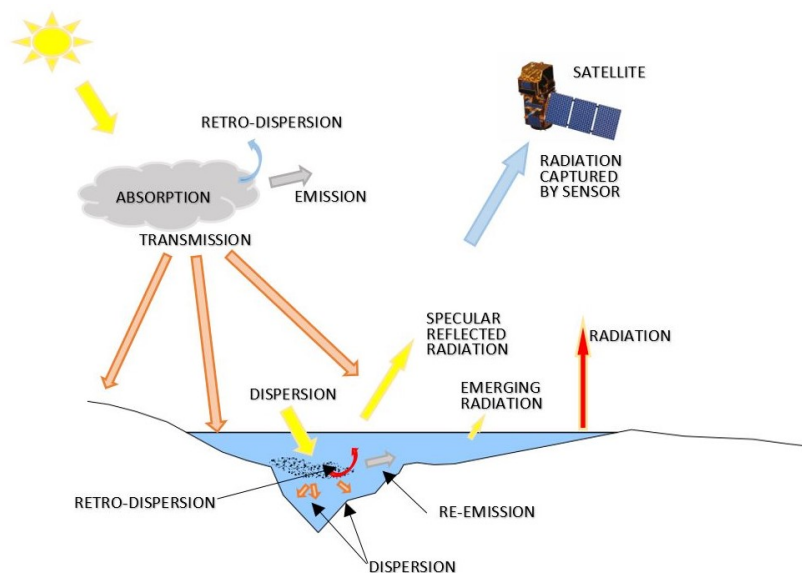 SATELLITE
RETRO-DISPERSION
RADIATION
CAPTURED
BY SENSOR
ABSORPTION
EMISSION
TRANSMISSION
SPECULAR
REFLECTED
RADIATION
RADIATION
DISPERSION
EMERGING
RADIATION
RETRO-DISPERSION
RE-EMISSION
DISPERSION